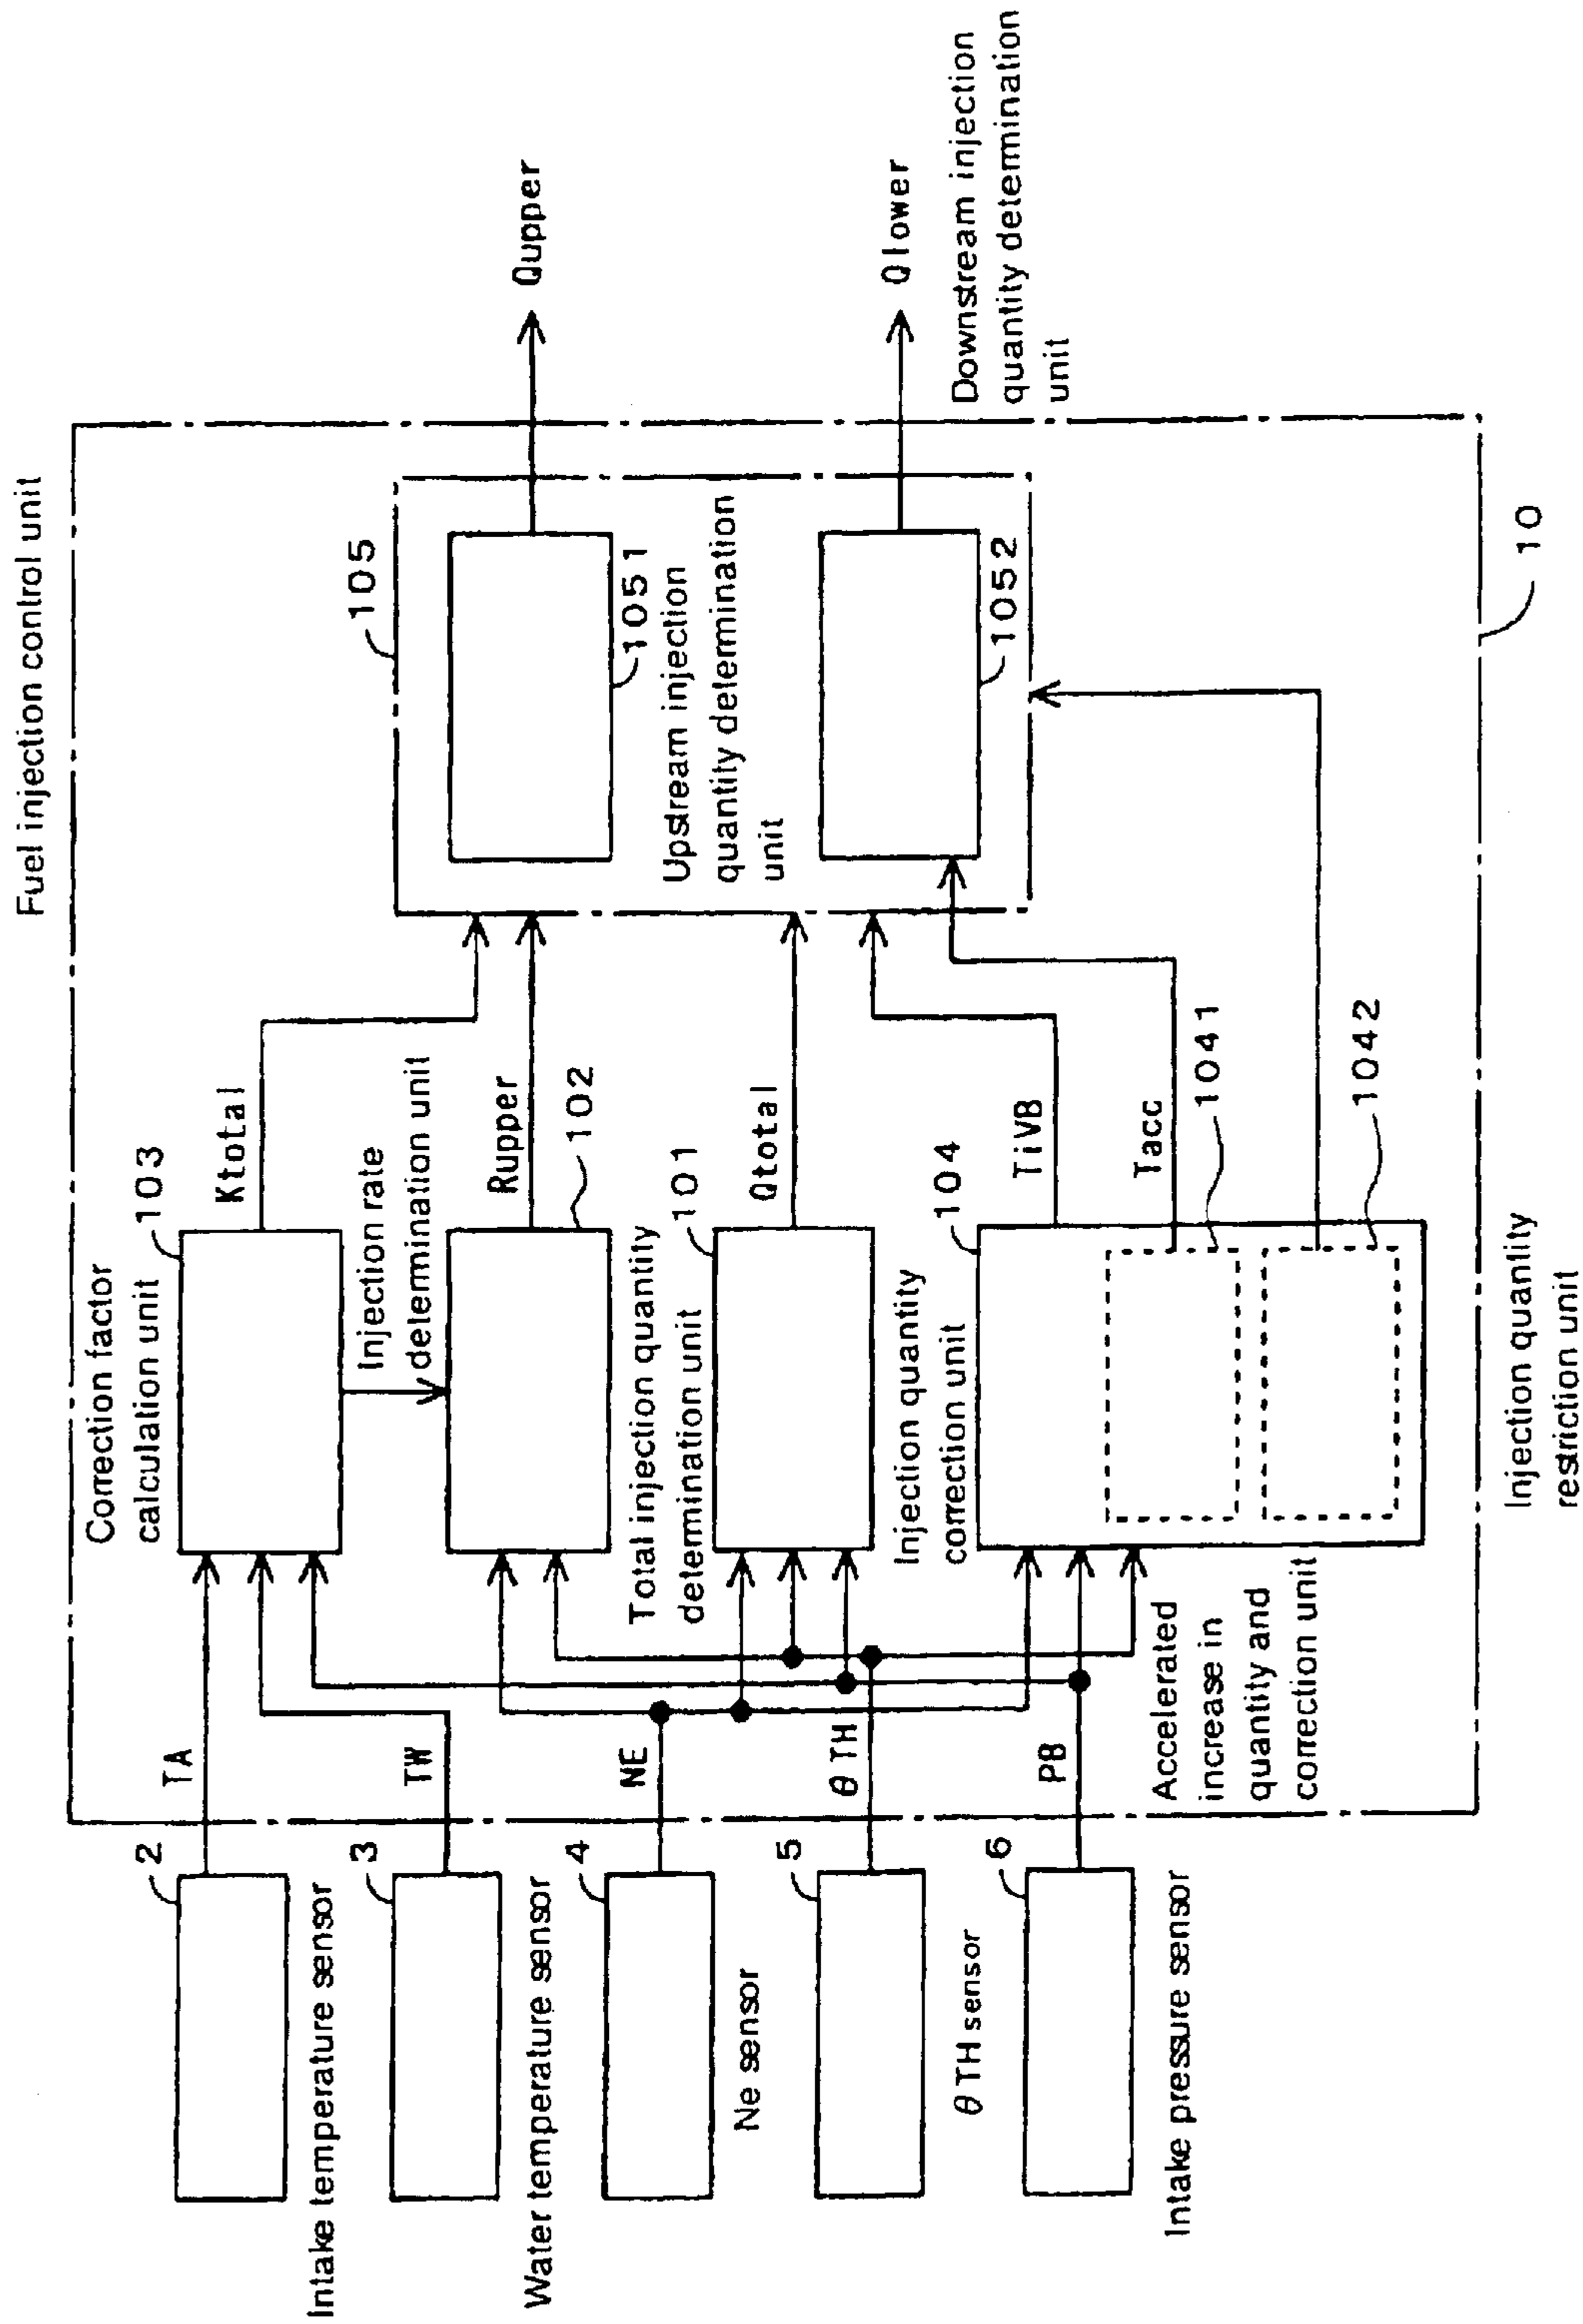 Fuel injection control unit
Correction factor
calculation unit
103
Ktotal
Injection rate
determination unit
Rupper
102
Total injection quantity
determination unit
101
Qtotal
Injection quantity
correction unit
104
TiVB
Tacc
1041
1042
105
1051
Upstream injection
quantity determination
unit
1052
Qupper
Qlower
Downstream injection
quantity determination
unit
10
TA
TW
NE
θ TH
PB
Accelerated
increase in
quantity and
correction unit
Injection quantity
restriction unit
2
Intake temperature sensor
3
Water temperature sensor
4
Ne sensor
5
θ TH sensor
6
Intake pressure sensor